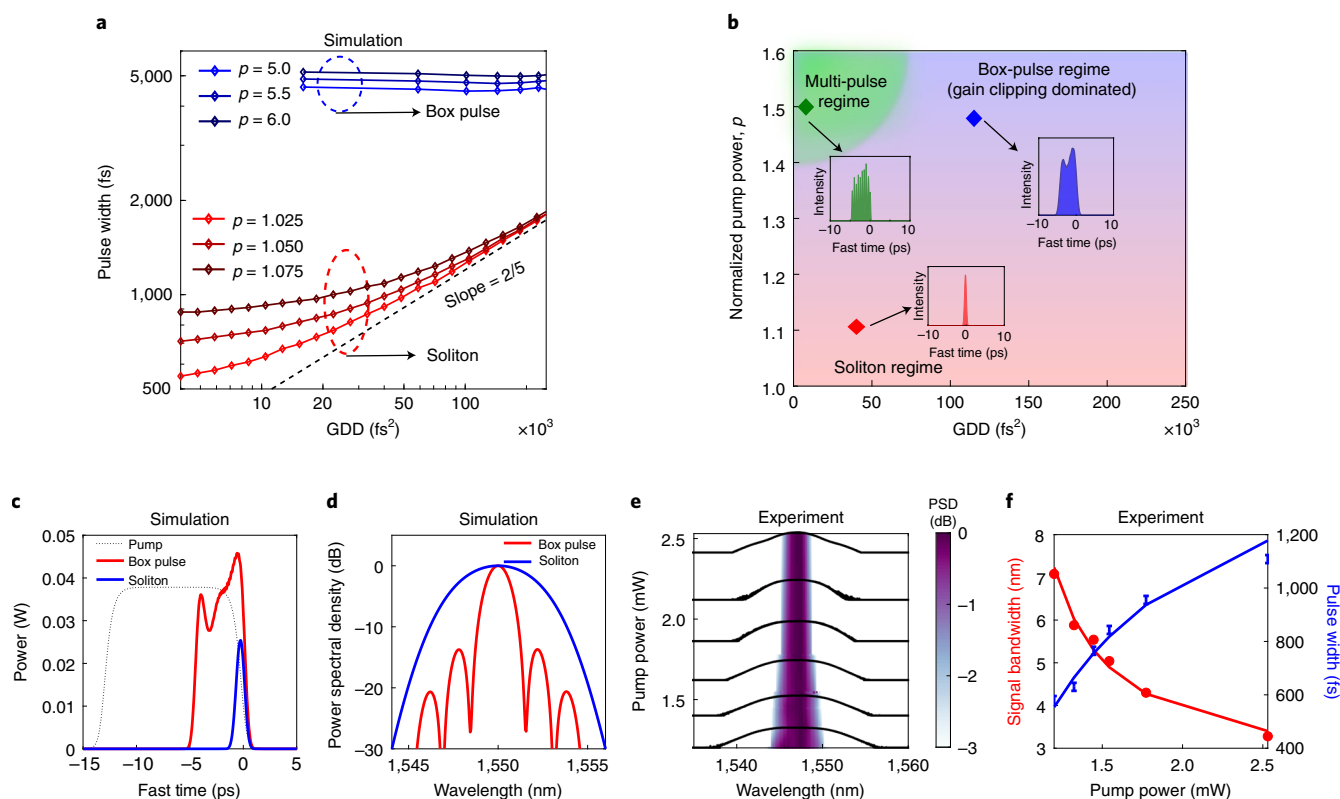 a
Simulation
p = 5.0
p = 5.5
p = 6.0
Box pulse
p = 1.025
p = 1.050
p = 1.075
Slope = 2/5
Soliton
Pulse width (fs)
5,000
2,000
1,000
500
10
20
50
100
GDD (fs²)
×10³
b
Normalized pump power, p
1.6
1.5
1.4
1.3
1.2
1.1
1.0
Multi-pulse
regime
Box-pulse regime
(gain clipping dominated)
Intensity
–10
0
10
Fast time (ps)
Intensity
–10
0
10
Fast time (ps)
Intensity
–10
0
10
Fast time (ps)
Soliton regime
0
50
100
150
200
250
GDD (fs²)
×10³
c
Simulation
Pump
Box pulse
Soliton
Power (W)
0.05
0.04
0.03
0.02
0.01
0
–15
–10
–5
0
5
Fast time (ps)
d
Simulation
Box pulse
Soliton
Power spectral density (dB)
0
–10
–20
–30
1,545
1,550
1,555
Wavelength (nm)
e
Experiment
PSD
(dB)
0
–1
–2
–3
Pump power (mW)
2.5
2.0
1.5
1,540
1,550
1,560
Wavelength (nm)
f
Experiment
Signal bandwidth (nm)
8
7
6
5
4
3
1,200
1,000
800
600
400
Pulse width (fs)
1.5
2.0
2.5
Pump power (mW)